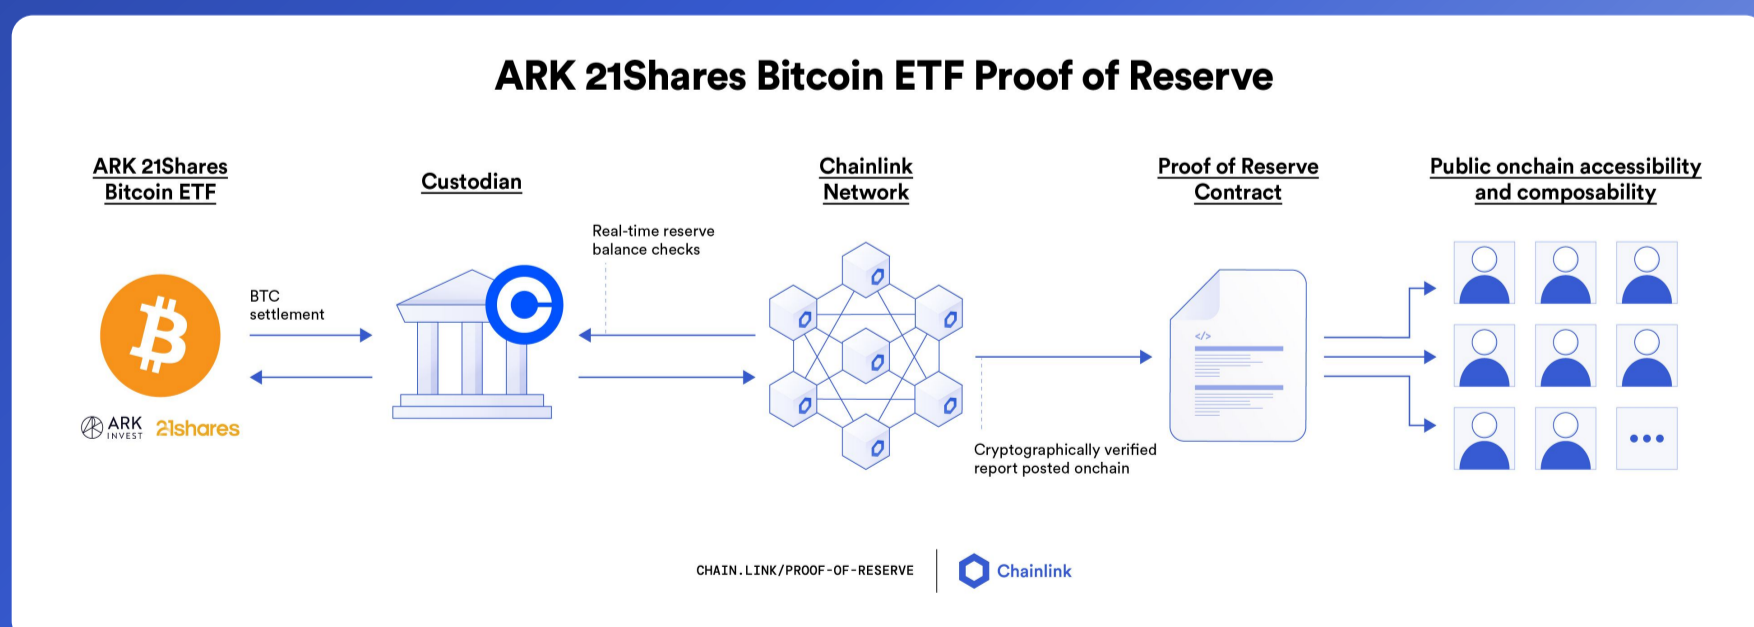 ARK 21Shares Bitcoin ETF Proof of Reserve
ARK 21Shares
Bitcoin ETF
Custodian
Chainlink
Network
Proof of Reserve
Contract
Public onchain accessibility
and composability
BTC
settlement
Real-time reserve
balance checks
</>
Cryptographically verified
report posted onchain
ARK
INVEST
21shares
CHAIN.LINK/PROOF-OF-RESERVE
Chainlink